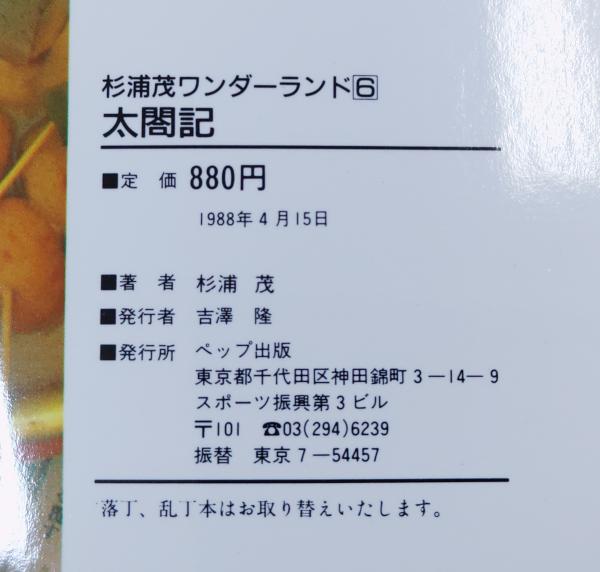 杉浦茂ワンダーランド6
太閤記
■定 価 880円
1988年4月15日
■著 者 杉浦 茂
■発行者 吉澤 隆
■発行所 ペップ出版
東京都千代田区神田錦町3—14—9
スポーツ振興第3ビル
〒101 ☎03(294)6239
振替 東京7—54457
落丁、乱丁本はお取り替えいたします。